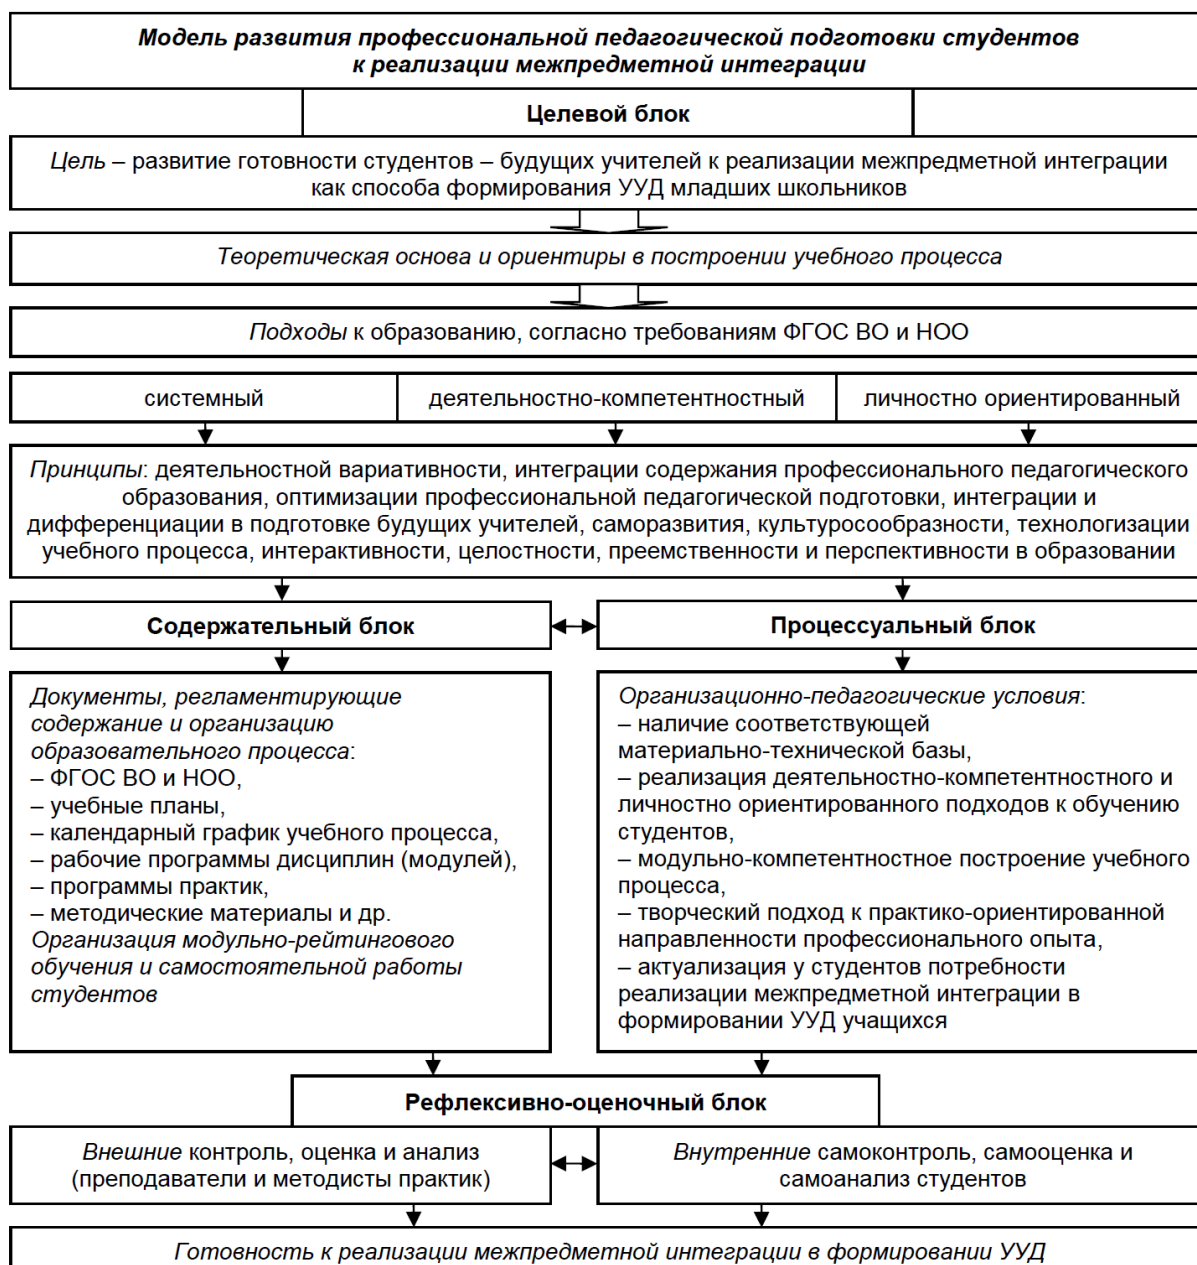 Модель развития профессиональной педагогической подготовки студентов
к реализации межпредметной интеграции
Целевой блок
Цель – развитие готовности студентов – будущих учителей к реализации межпредметной интеграции
как способа формирования УУД младших школьников
Теоретическая основа и ориентиры в построении учебного процесса
Подходы к образованию, согласно требованиям ФГОС ВО и НОО
системный
деятельностно-компетентностный
личностно ориентированный
Принципы: деятельностной вариативности, интеграции содержания профессионального педагогического
образования, оптимизации профессиональной педагогической подготовки, интеграции и
дифференциации в подготовке будущих учителей, саморазвития, культуросообразности, технологизации
учебного процесса, интерактивности, целостности, преемственности и перспективности в образовании
Содержательный блок
Процессуальный блок
Документы, регламентирующие
содержание и организацию
образовательного процесса:
– ФГОС ВО и НОО,
– учебные планы,
– календарный график учебного процесса,
– рабочие программы дисциплин (модулей),
– программы практик,
– методические материалы и др.
Организация модульно-рейтингового
обучения и самостоятельной работы
студентов
Организационно-педагогические условия:
– наличие соответствующей
материально-технической базы,
– реализация деятельностно-компетентностного и
личностно ориентированного подходов к обучению
студентов,
– модульно-компетентностное построение учебного
процесса,
– творческий подход к практико-ориентированной
направленности профессионального опыта,
– актуализация у студентов потребности
реализации межпредметной интеграции в
формировании УУД учащихся
Рефлексивно-оценочный блок
Внешние контроль, оценка и анализ
(преподаватели и методисты практик)
Внутренние самоконтроль, самооценка и
самоанализ студентов
Готовность к реализации межпредметной интеграции в формировании УУД